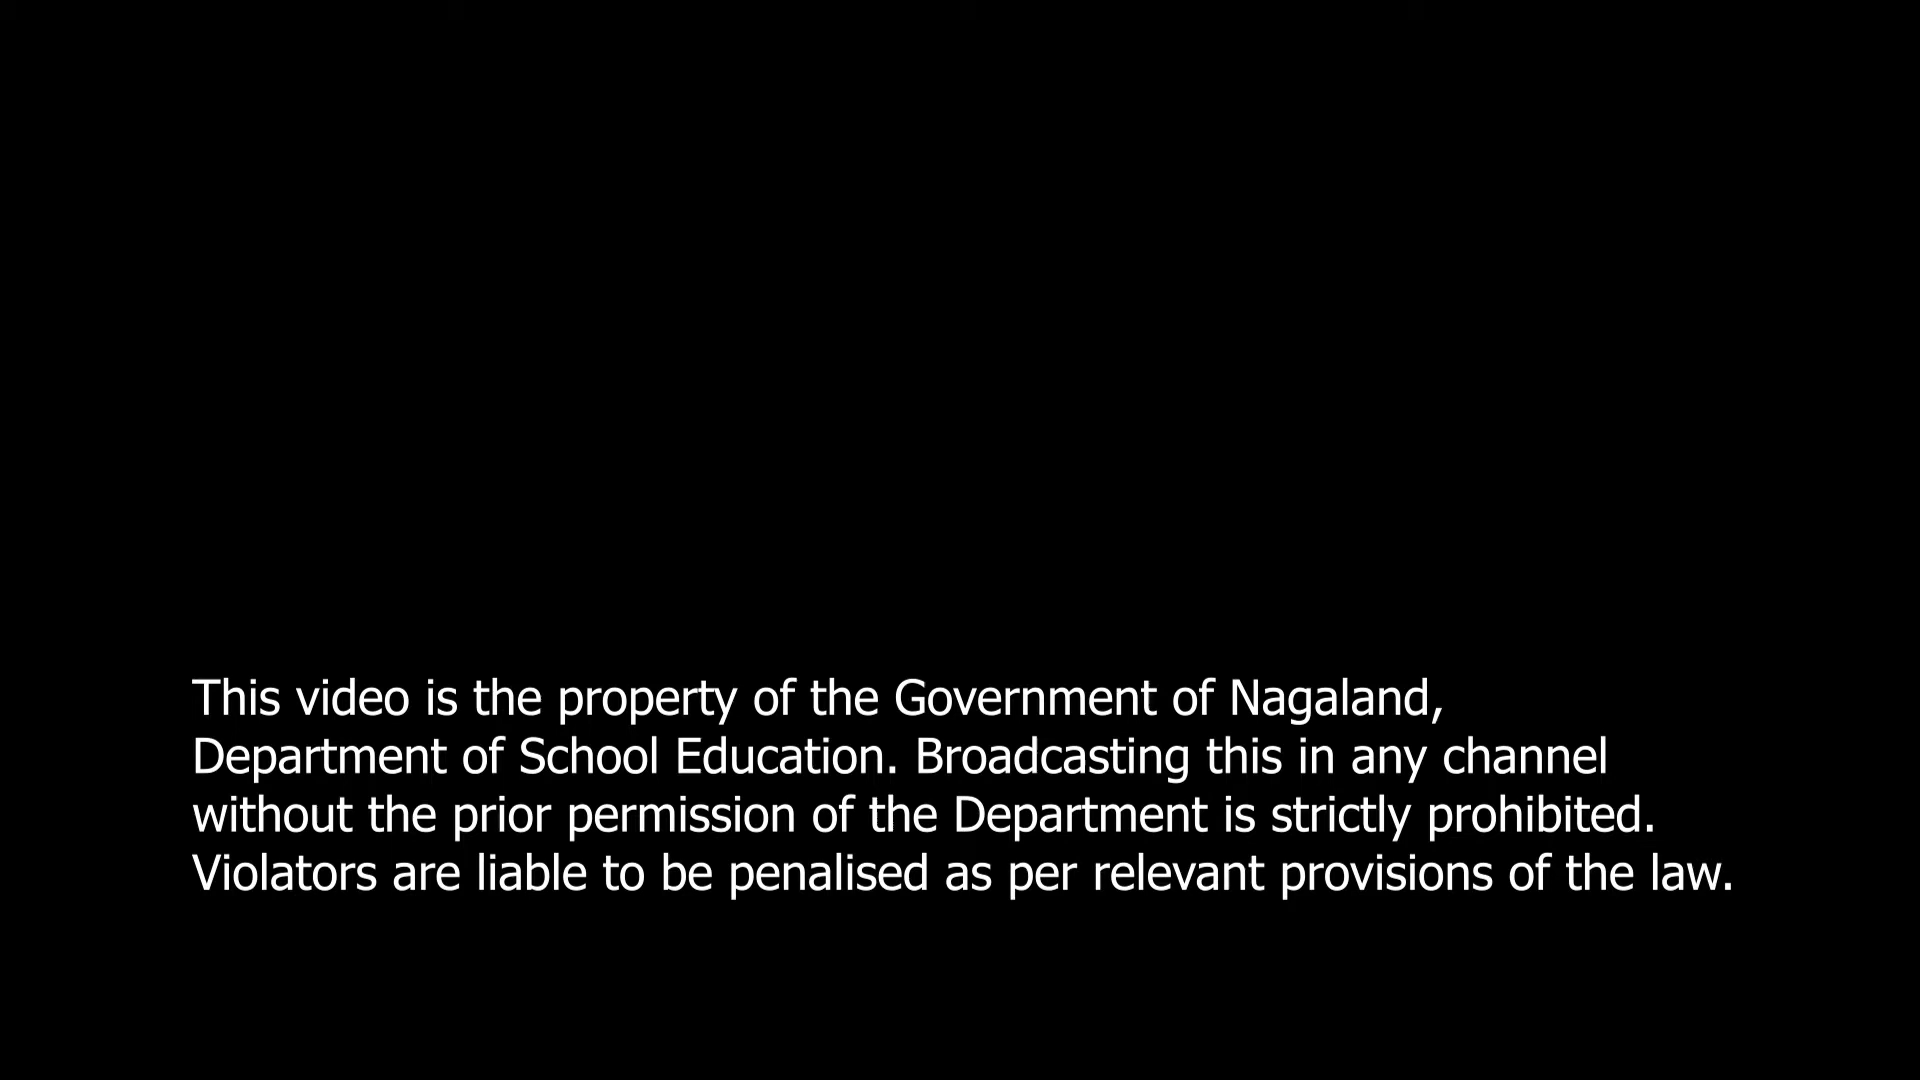 This video is the property of the Government of Nagaland,
Department of School Education. Broadcasting this in any channel
without the prior permission of the Department is strictly prohibited.
Violators are liable to be penalised as per relevant provisions of the law.